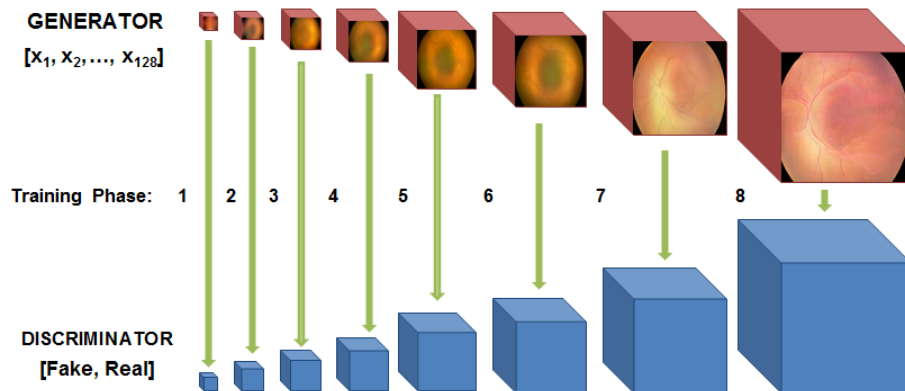 GENERATOR
[x₁, x₂,..., x₁₂₈]
Training Phase: 1 2 3 4 5 6 7 8
DISCRIMINATOR
[Fake, Real]